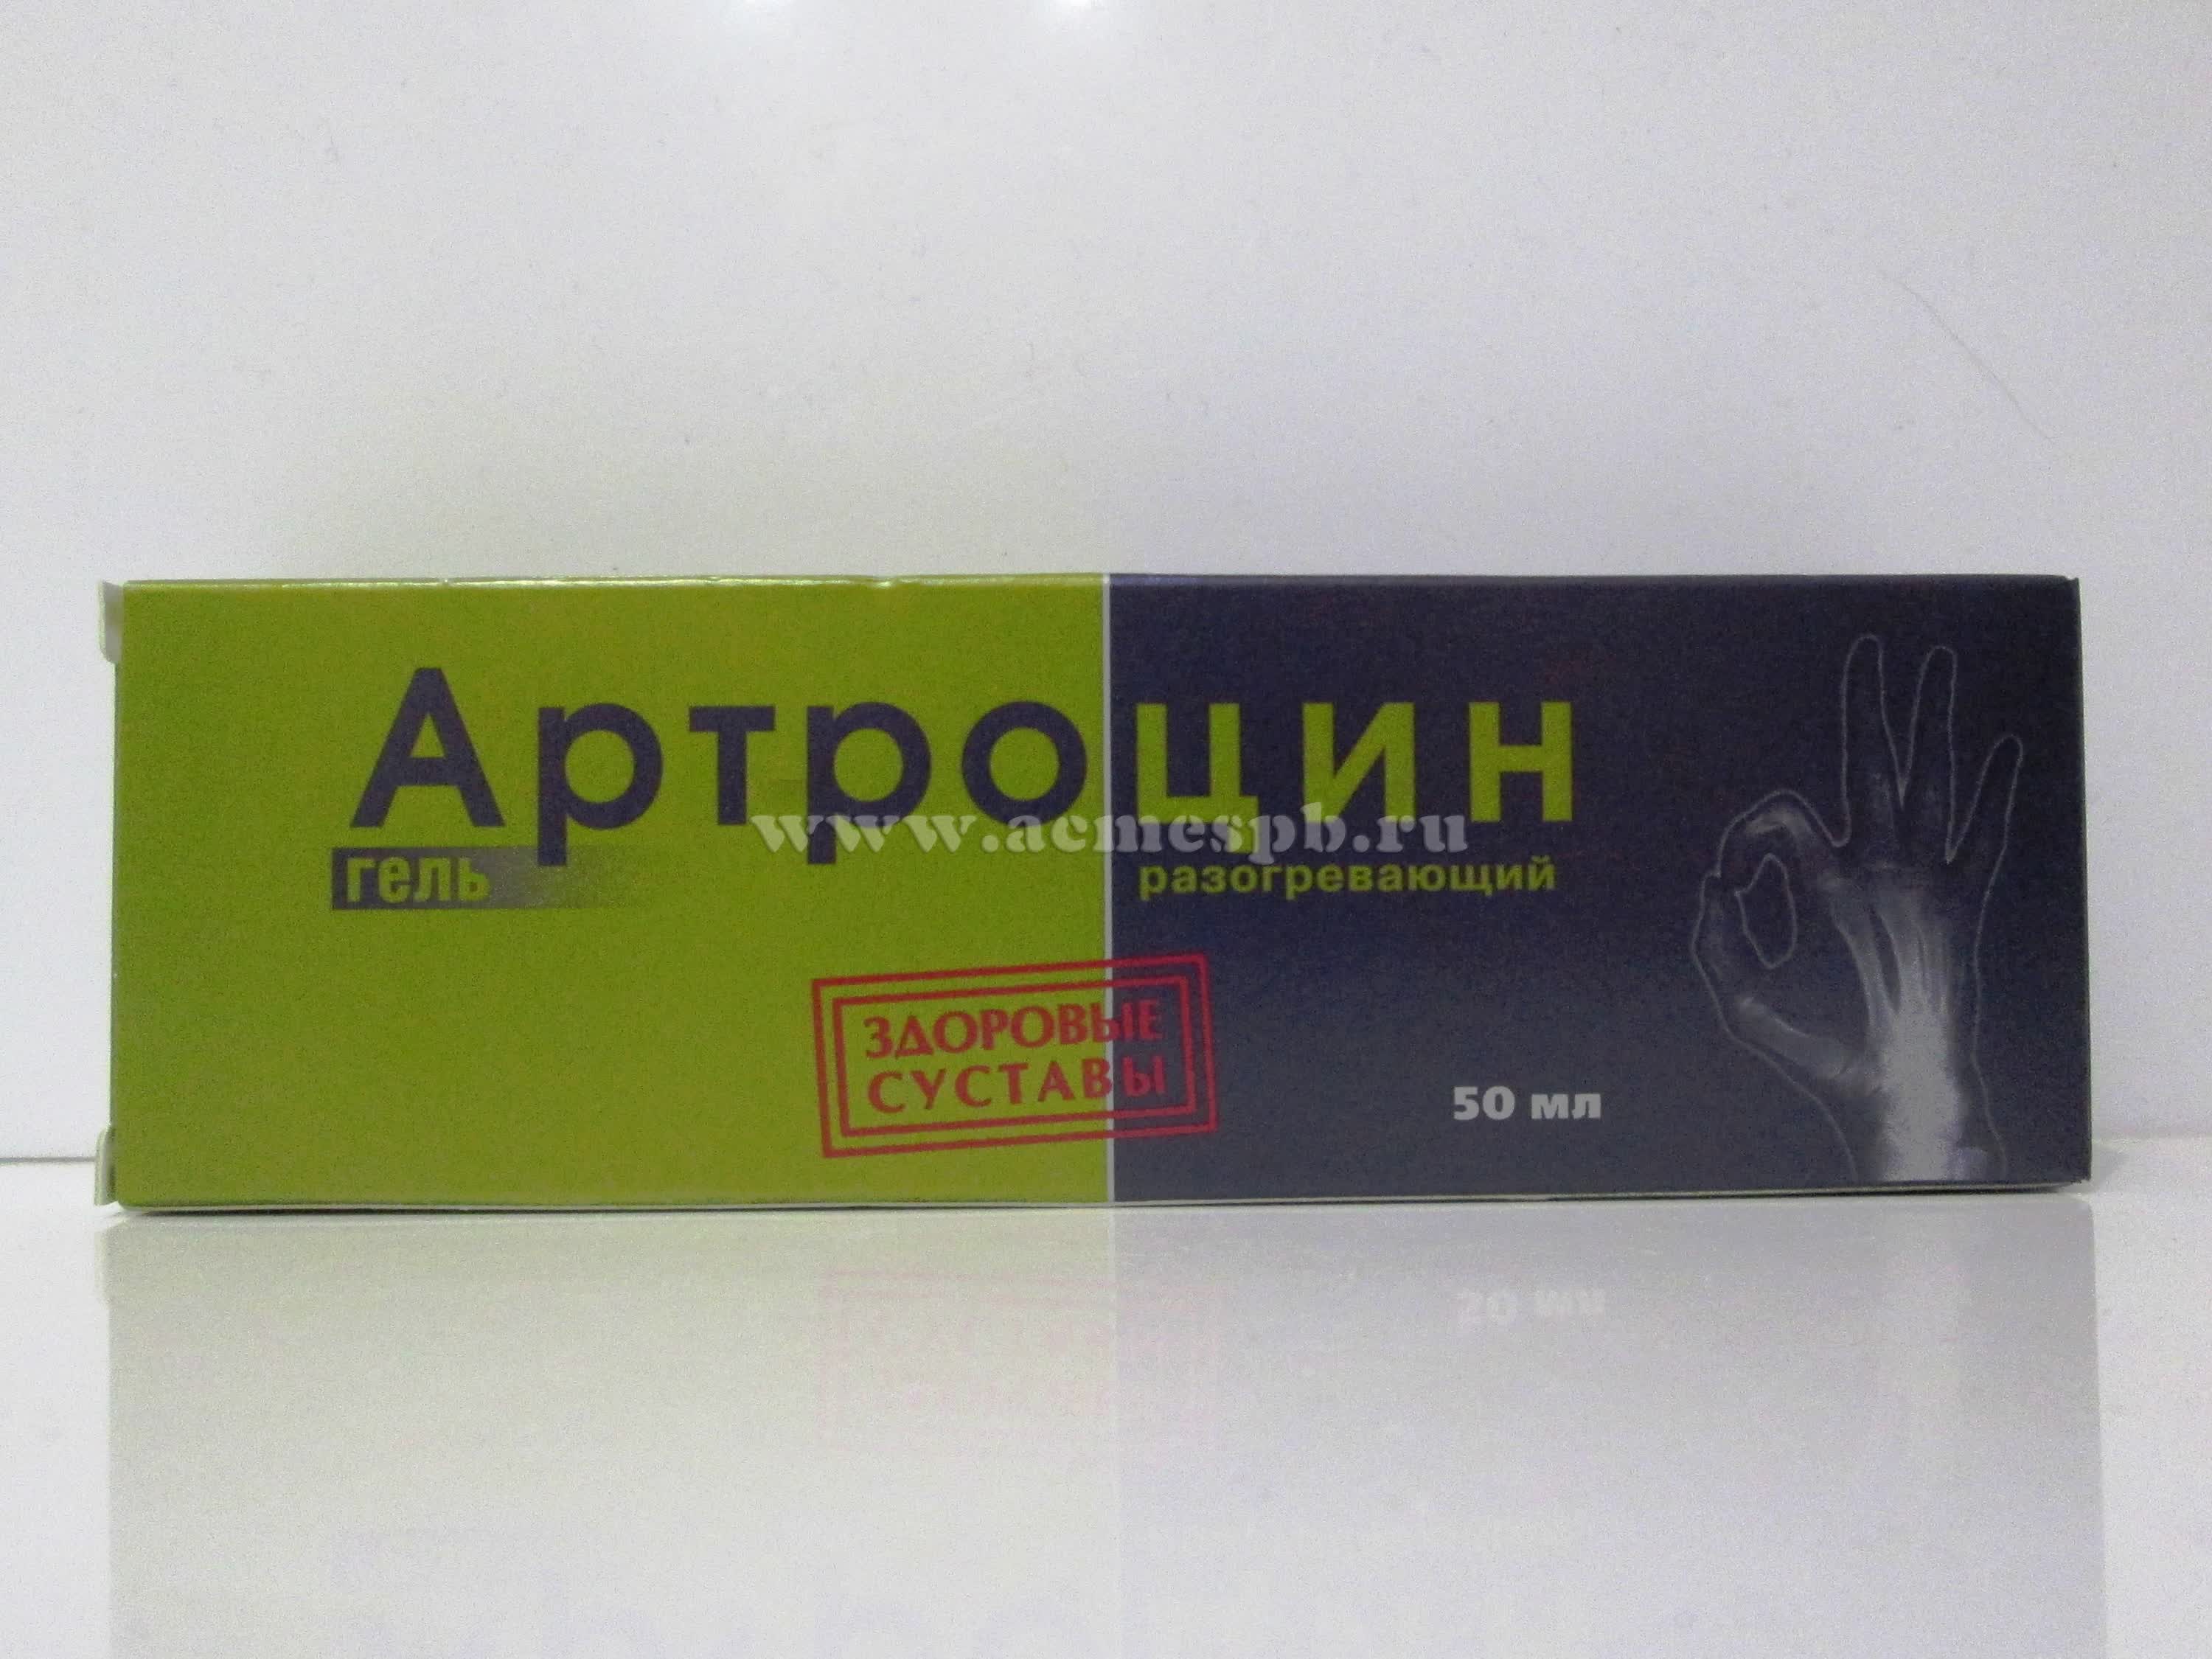 Артроцин
www.acmespb.ru
гель
разогревающий
ЗДОРОВЫЕ
СУСТАВЫ
50 мл